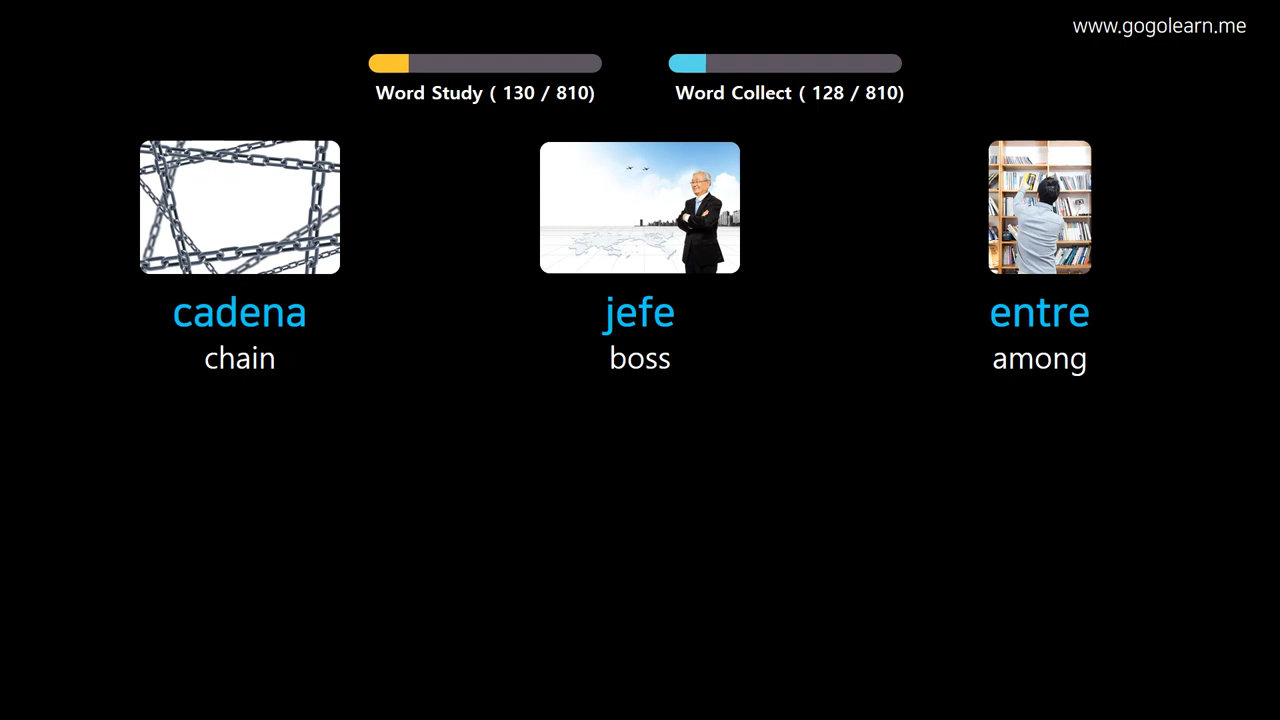 www.gogolearn.me
Word Study ( 130 / 810)
Word Collect ( 128 / 810)
cadena
chain
jefe
boss
entre
among